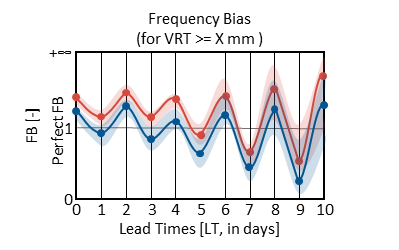 Frequency Bias
(for VRT >= X mm )
+∞
FB [-]
Perfect FB
1
0
0 1 2 3 4 5 6 7 8 9 10
Lead Times [LT, in days]